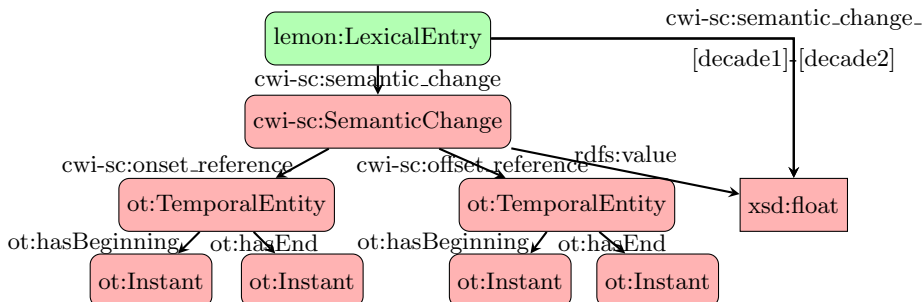 cwi-sc:semantic_change_
lemon:LexicalEntry
[decade1]-[decade2]
cwi-sc:semantic_change
cwi-sc:SemanticChange
rdfs:value
cwi-sc:onset_reference
cwi-sc:offset_reference
ot:TemporalEntity
ot:TemporalEntity
xsd:float
ot:hasBeginning
ot:hasEnd
ot:hasBeginning
ot:hasEnd
ot:Instant
ot:Instant
ot:Instant
ot:Instant